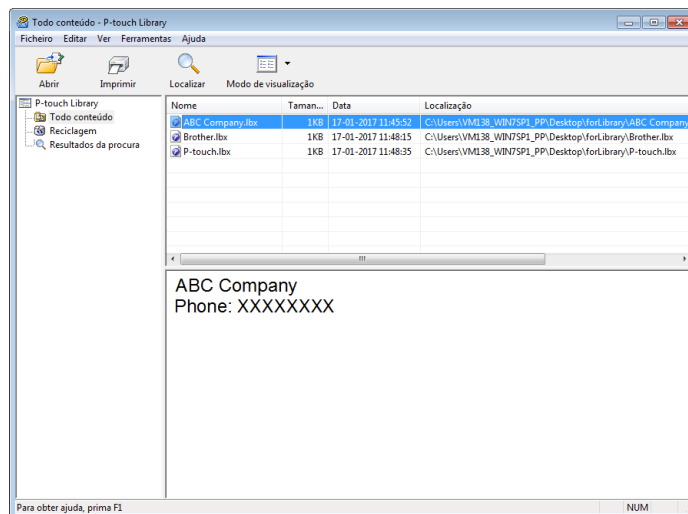 Todo conteúdo - P-touch Library
Ficheiro Editar Ver Ferramentas Ajuda
Abrir Imprimir Localizar Modo de visualização
P-touch Library
Todo conteúdo
Reciclagem
Resultados da procura
Nome Taman... Data Localização
ABC Company.lbx 1KB 17-01-2017 11:45:52 C:\Users\VM138_WIN7SP1_PP\Desktop\forLibrary\ABC Company
Brother.lbx 1KB 17-01-2017 11:48:15 C:\Users\VM138_WIN7SP1_PP\Desktop\forLibrary\Brother.lbx
P-touch.lbx 1KB 17-01-2017 11:48:35 C:\Users\VM138_WIN7SP1_PP\Desktop\forLibrary\P-touch.lbx
ABC Company
Phone: XXXXXXXX
Para obter ajuda, prima F1
NUM